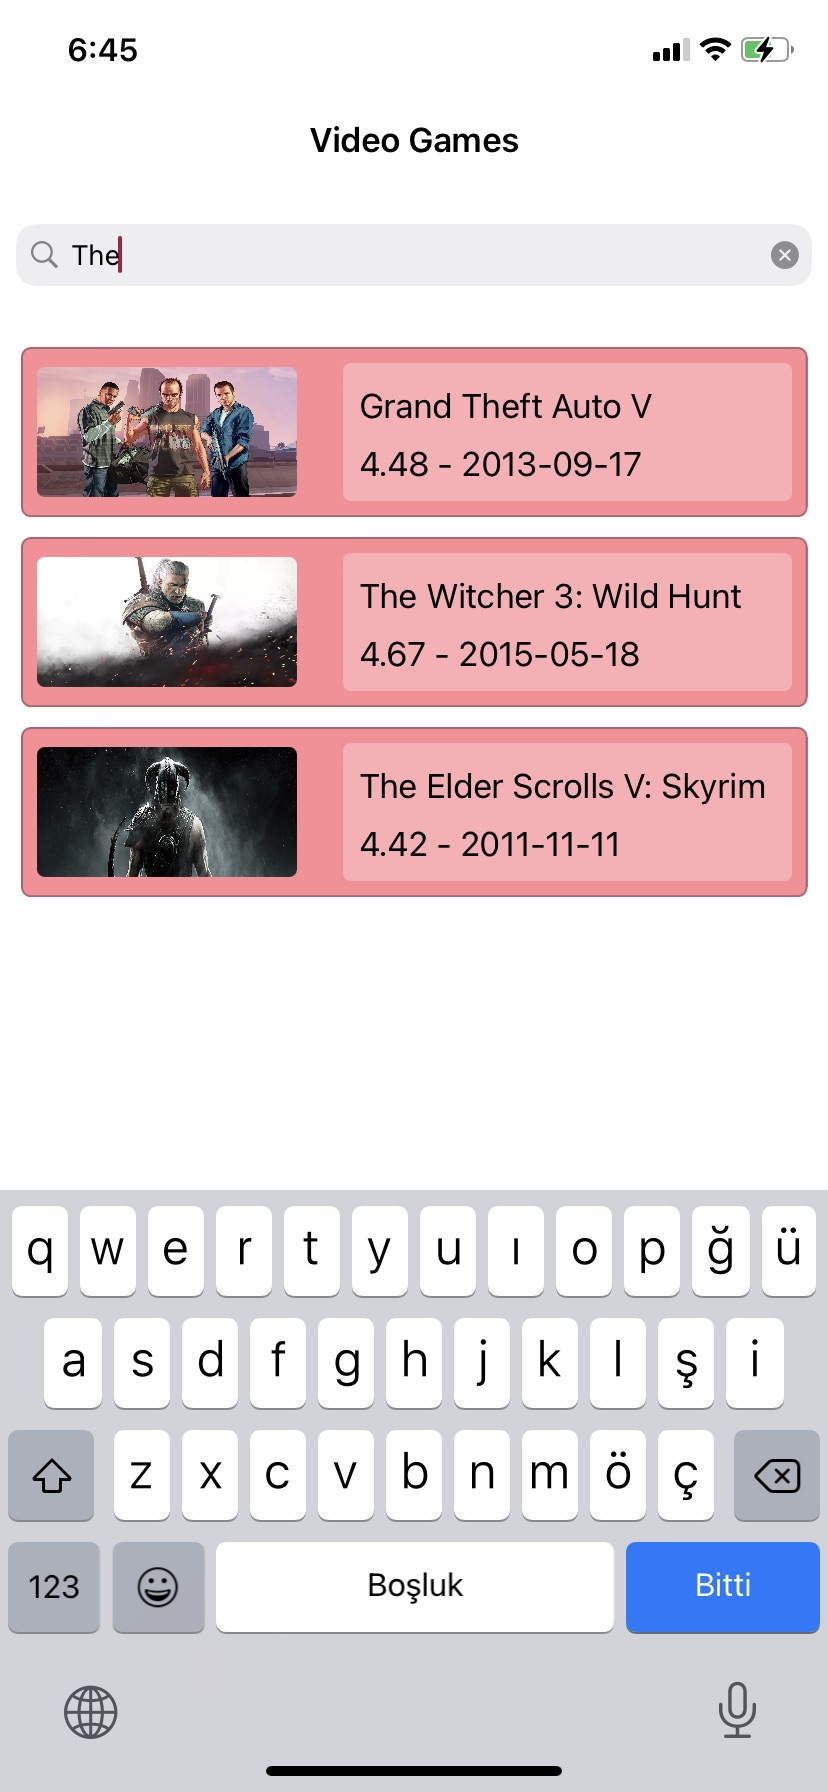 6:45
Video Games
The
Grand Theft Auto V
4.48 - 2013-09-17
The Witcher 3: Wild Hunt
4.67 - 2015-05-18
The Elder Scrolls V: Skyrim
4.42 - 2011-11-11
q w e r t y u ı o p ğ ü
a s d f g h j k l ş i
z x c v b n m ö ç
123 Boşluk Bitti